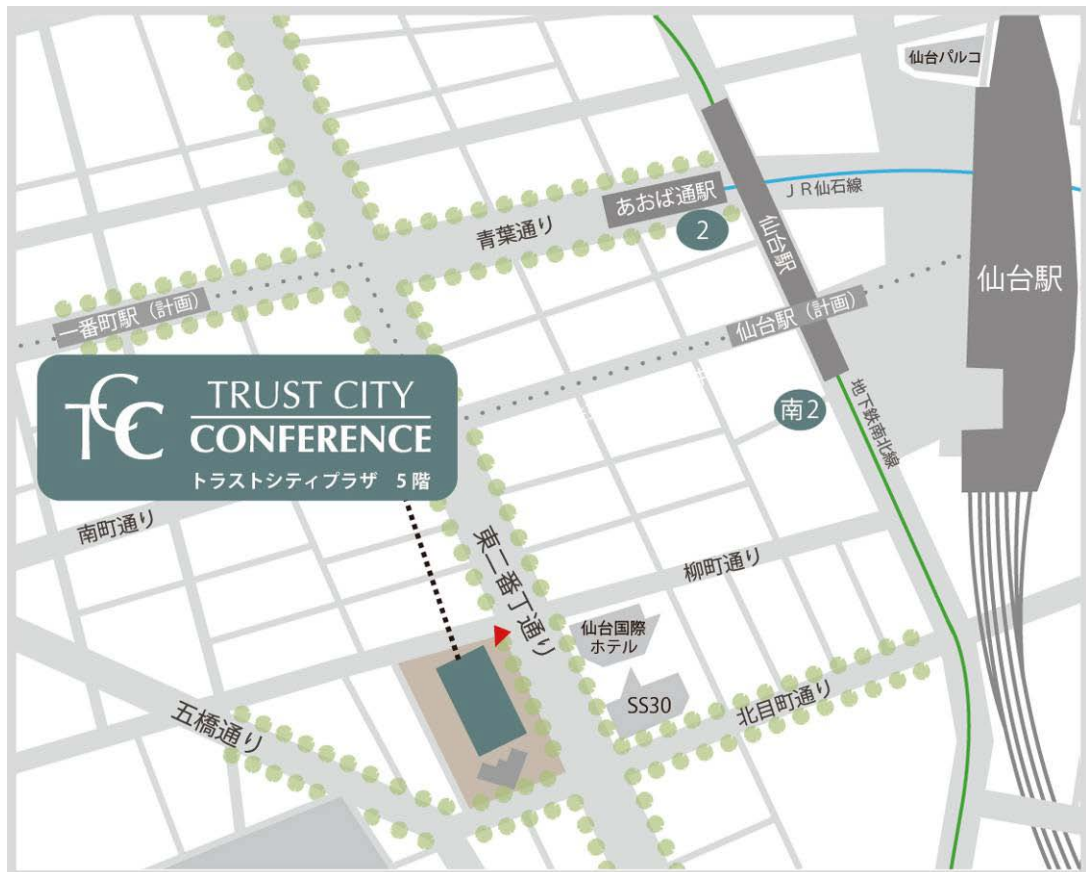 仙台パルコ
JR仙石線
あおば通駅
2
仙台駅
青葉通り
仙台駅
一番町駅(計画)
仙台駅(計画)
TCC
TRUST CITY
CONFERENCE
トラストシティプラザ 5階
南2
地下鉄南北線
南町通り
東二番丁通り
柳町通り
仙台国際
ホテル
SS30
北目町通り
五橋通り